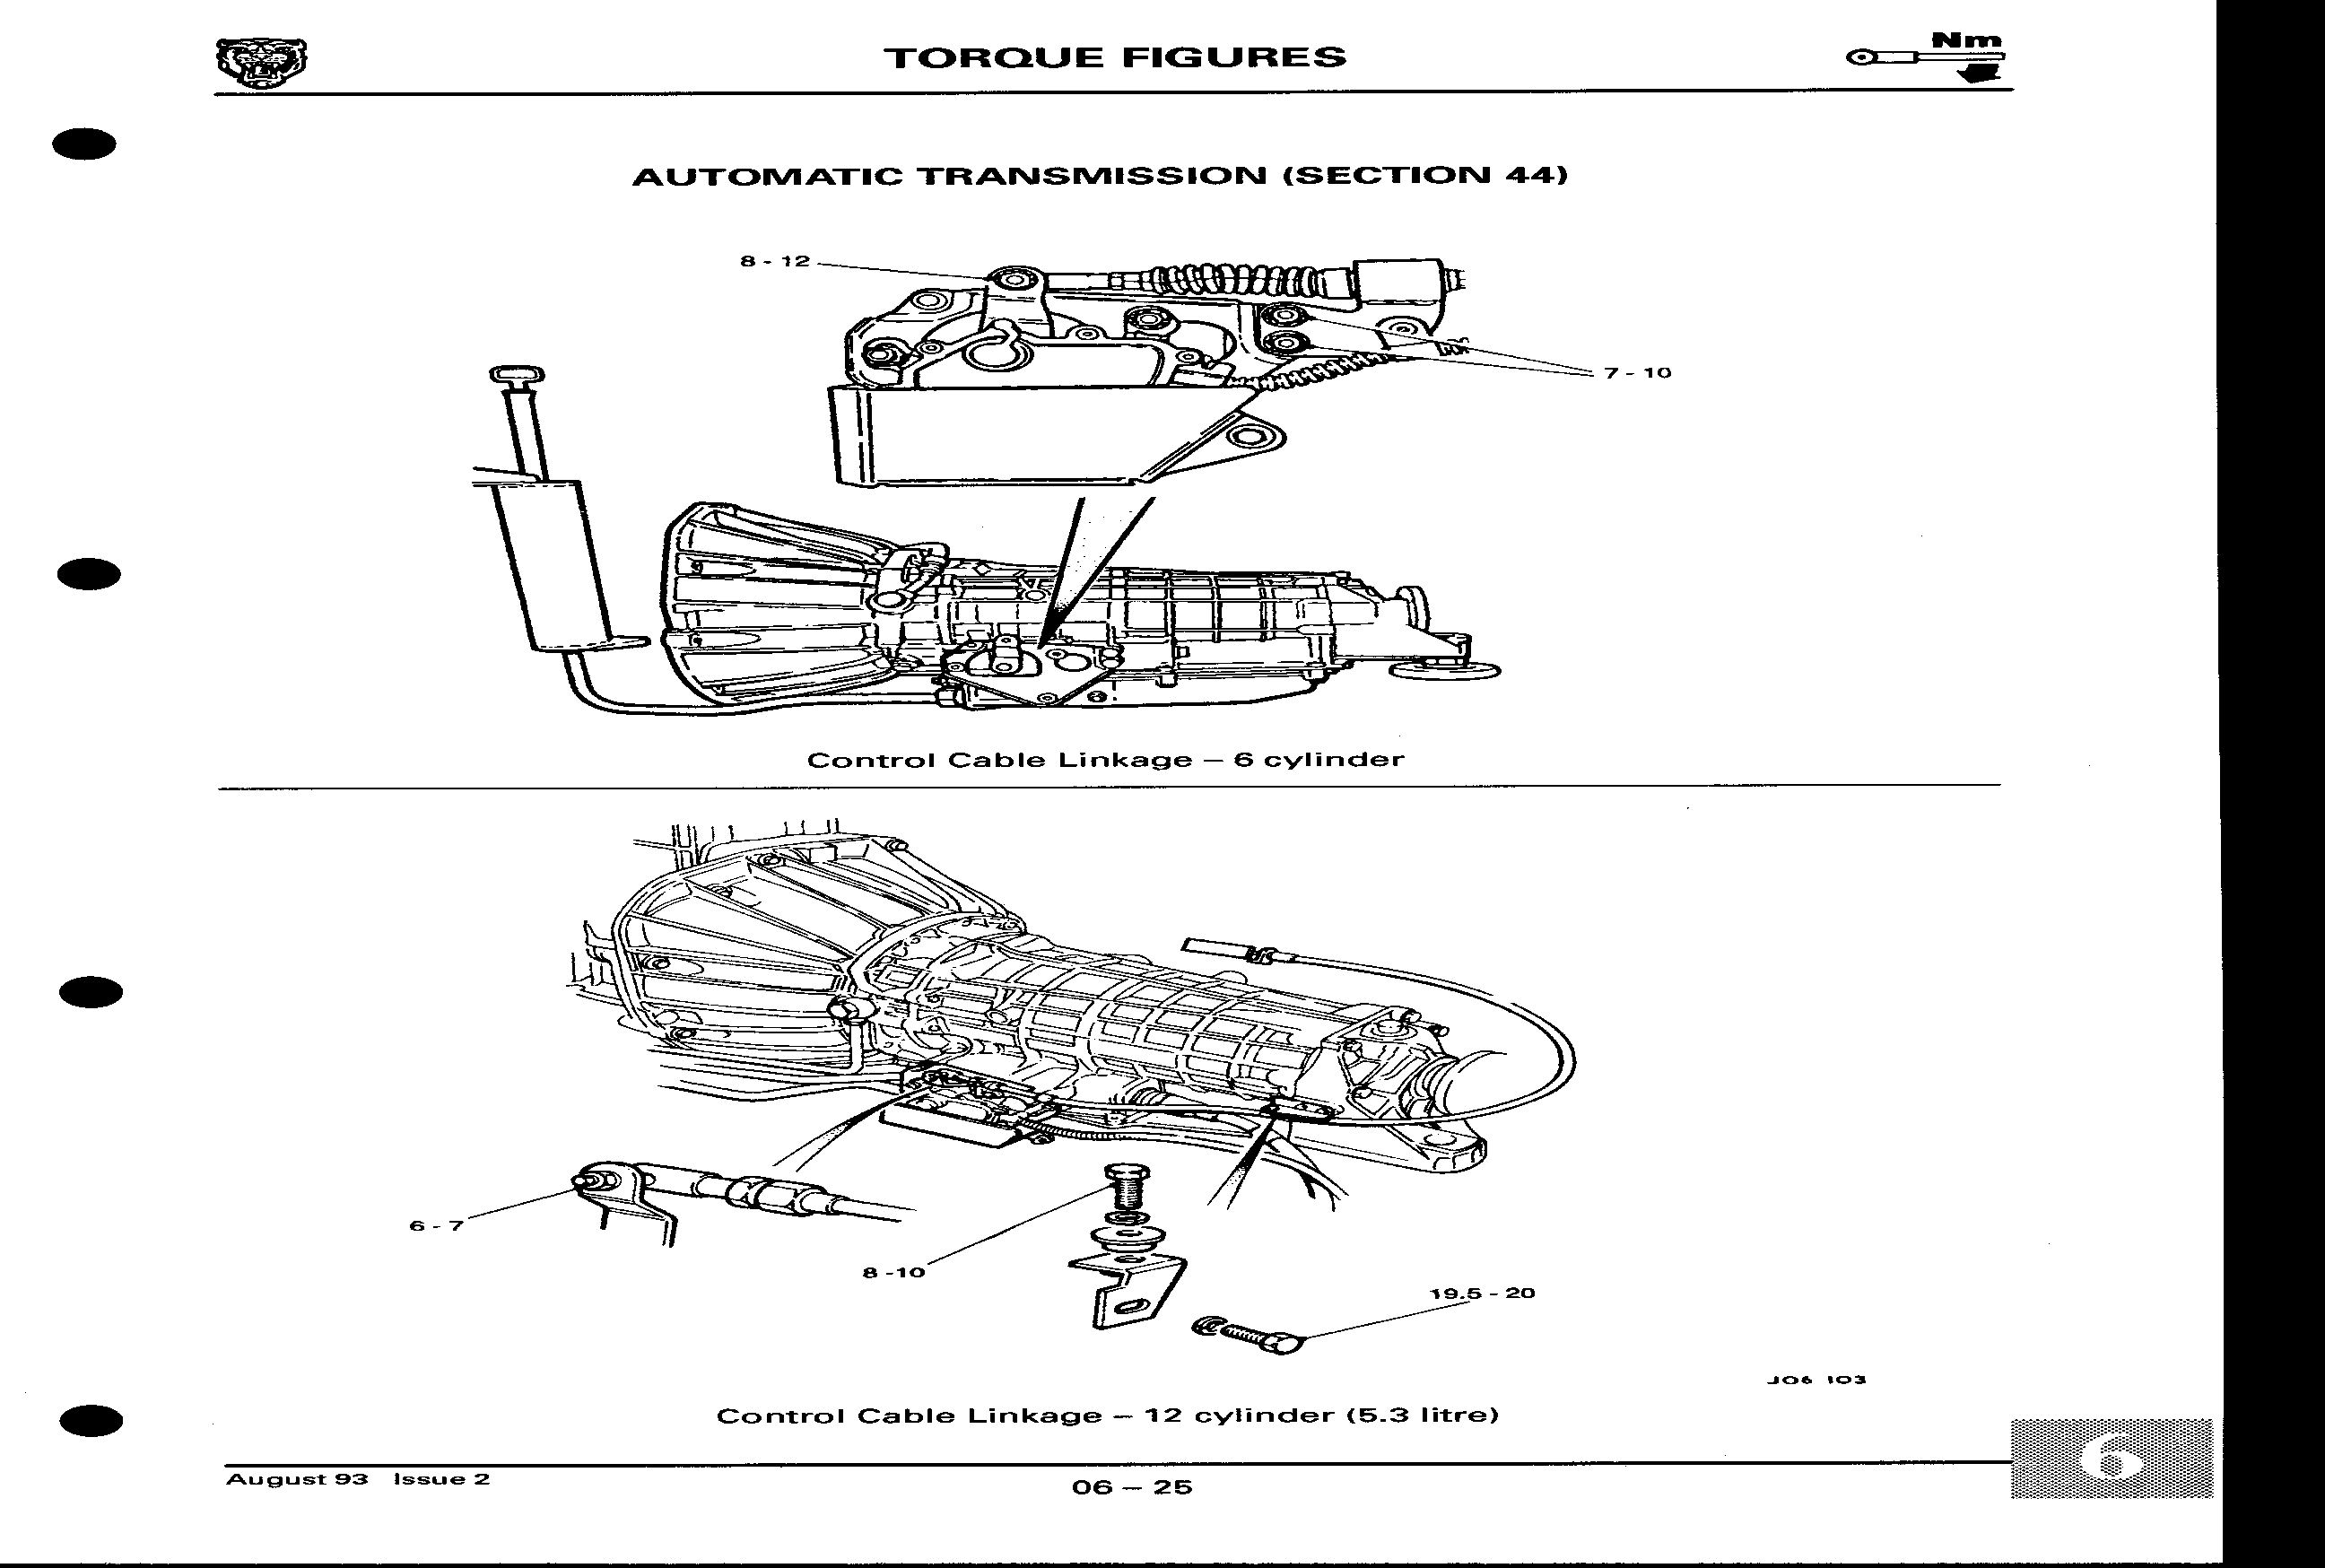 TORQUE FIGURES
Nm
AUTOMATIC TRANSMISSION (SECTION 44)
8 - 12
7 - 10
Control Cable Linkage – 6 cylinder
6 - 7
8 -10
19.5 - 20
J06 103
Control Cable Linkage – 12 cylinder (5.3 litre)
6
August 93 Issue 2
06 – 25